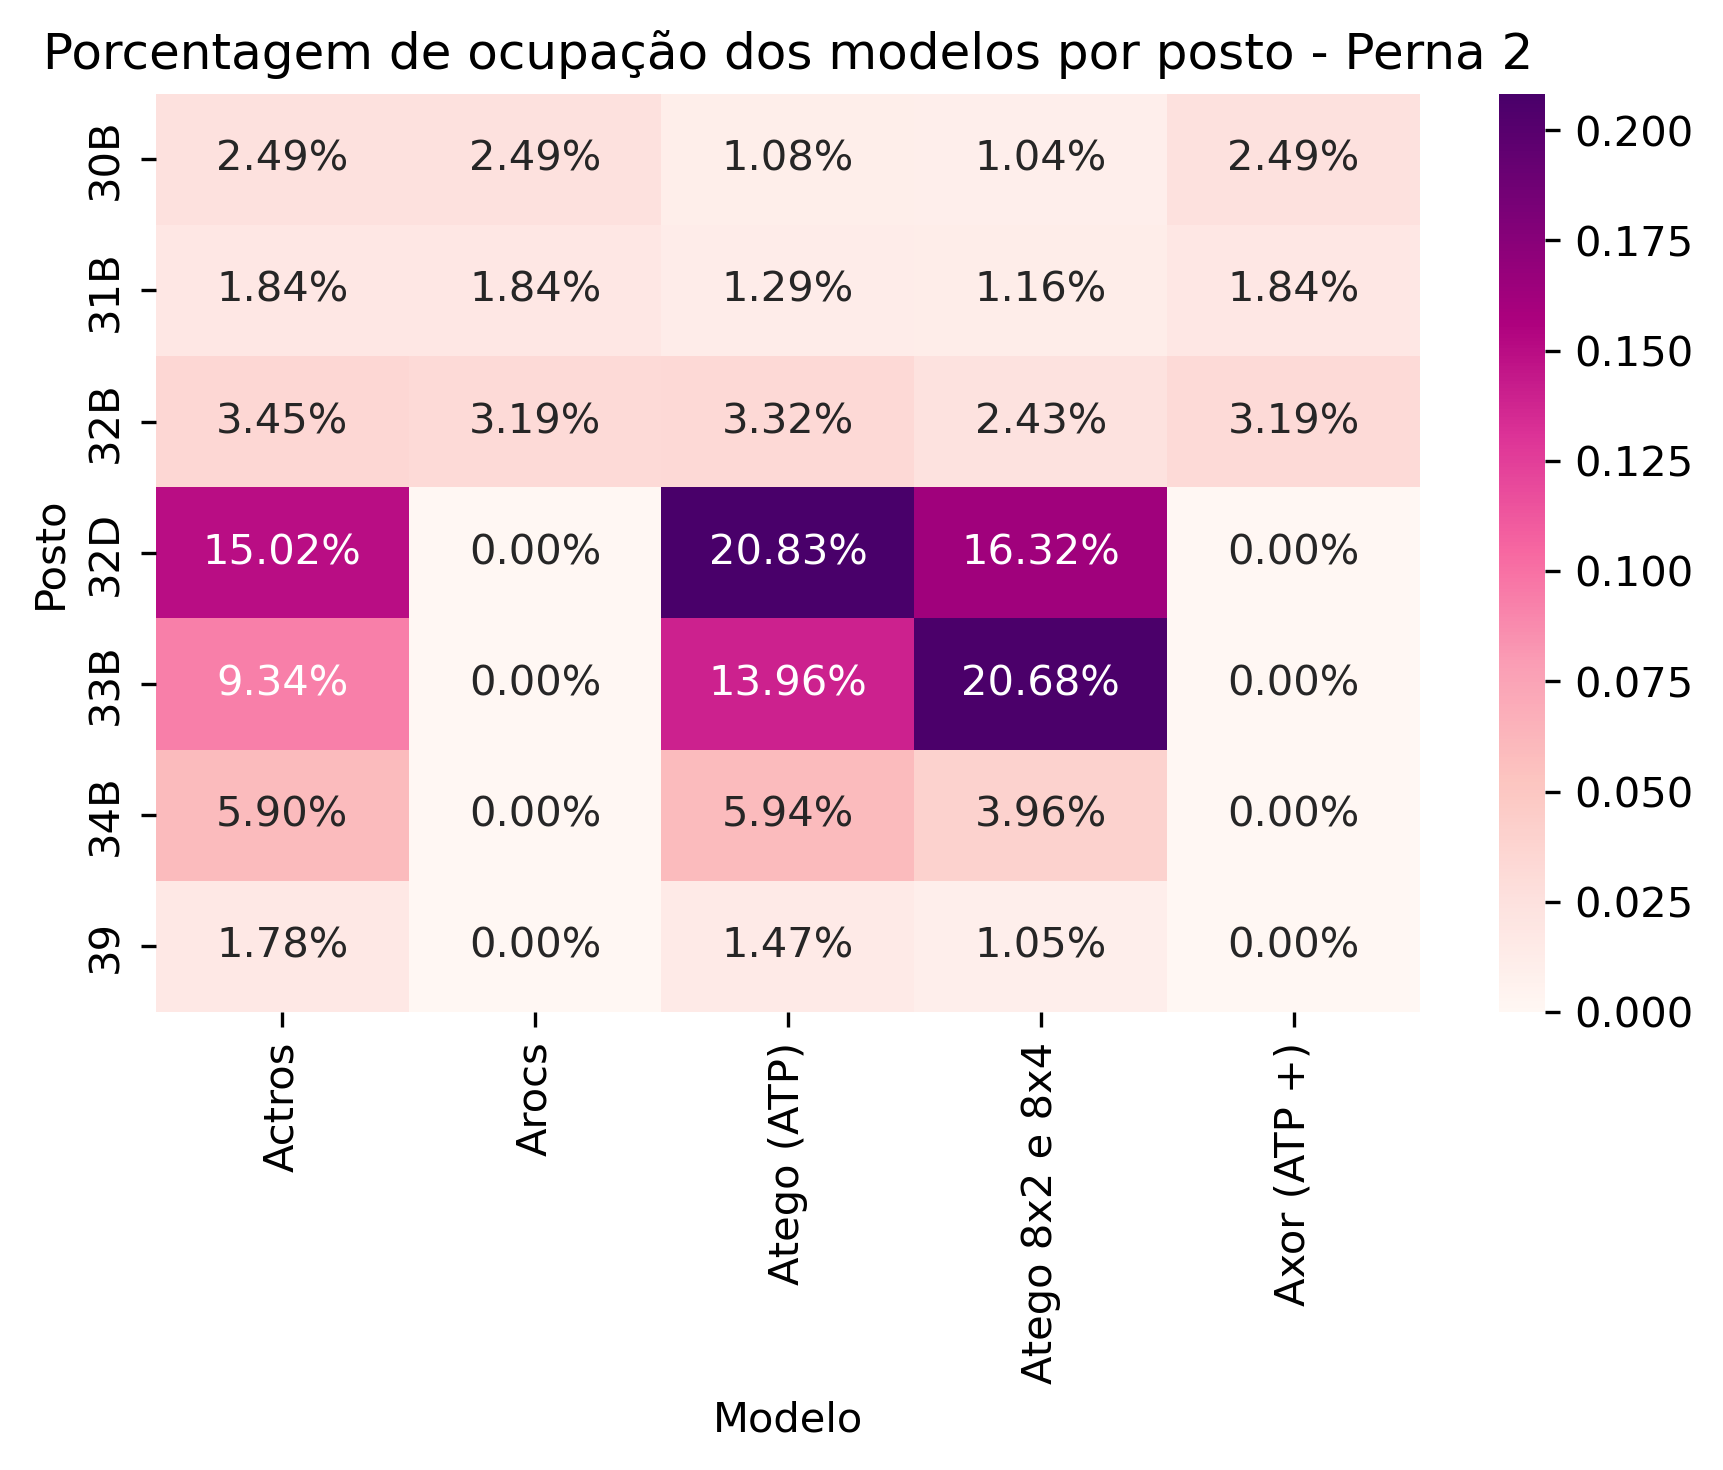 Porcentagem de ocupação dos modelos por posto - Perna 2
Posto
30B 2.49% 2.49% 1.08% 1.04% 2.49%
31B 1.84% 1.84% 1.29% 1.16% 1.84%
32B 3.45% 3.19% 3.32% 2.43% 3.19%
32D 15.02% 0.00% 20.83% 16.32% 0.00%
33B 9.34% 0.00% 13.96% 20.68% 0.00%
34B 5.90% 0.00% 5.94% 3.96% 0.00%
39 1.78% 0.00% 1.47% 1.05% 0.00%
Actros
Arocs
Atego (ATP)
Atego 8x2 e 8x4
Axor (ATP +)
Modelo
0.200
0.175
0.150
0.125
0.100
0.075
0.050
0.025
0.000